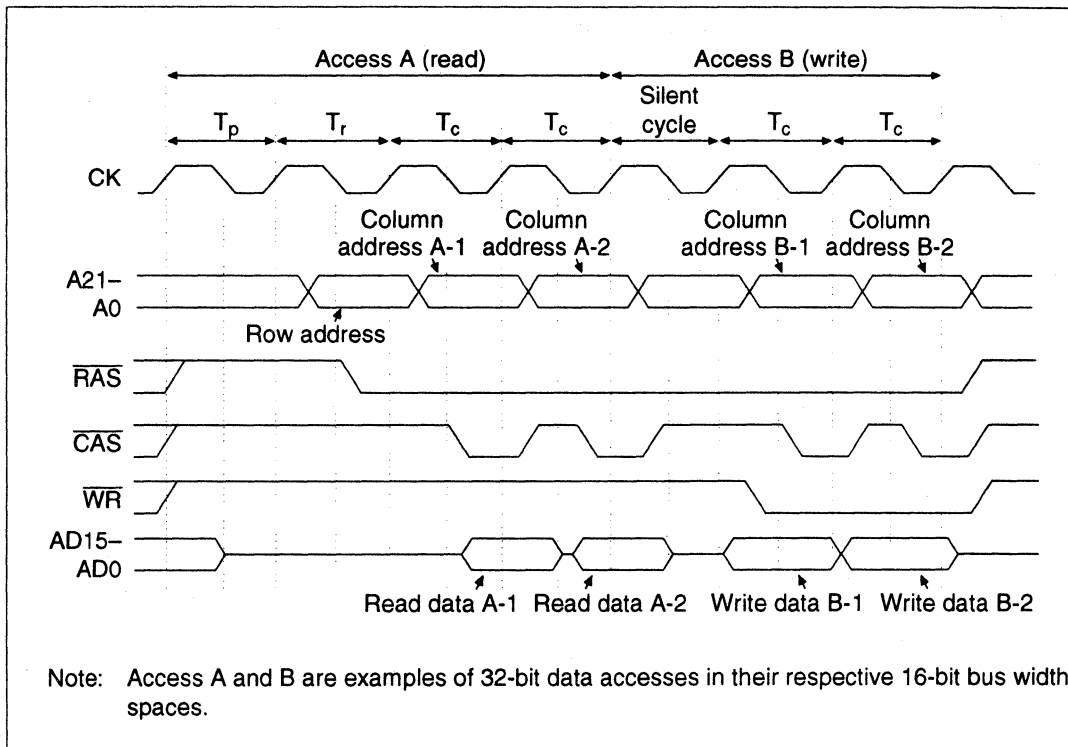 Access A (read) Access B (write)
Silent
cycle
Tp Tr Tc Tc Tc Tc
CK
Column Column Column Column
address A-1 address A-2 address B-1 address B-2
A21–
A0
Row address
RAS
CAS
WR
AD15–
AD0
Read data A-1 Read data A-2 Write data B-1 Write data B-2
Note: Access A and B are examples of 32-bit data accesses in their respective 16-bit bus width
spaces.